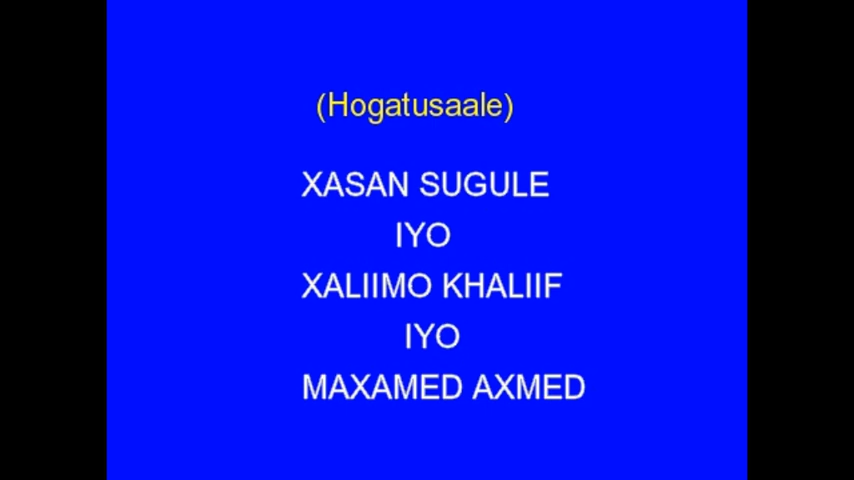 (Hogatusaale)
XASAN SUGULE
IYO
XALIIMO KHALIIF
IYO
MAXAMED AXMED